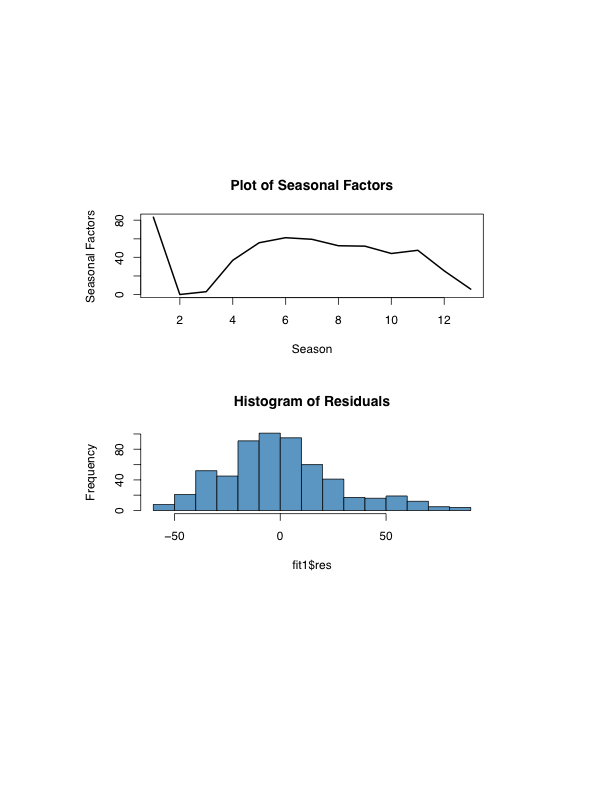 Plot of Seasonal Factors
Seasonal Factors
0 40 80
2 4 6 8 10 12
Season
Histogram of Residuals
Frequency
0 40 80
−50 0 50
fit1$res